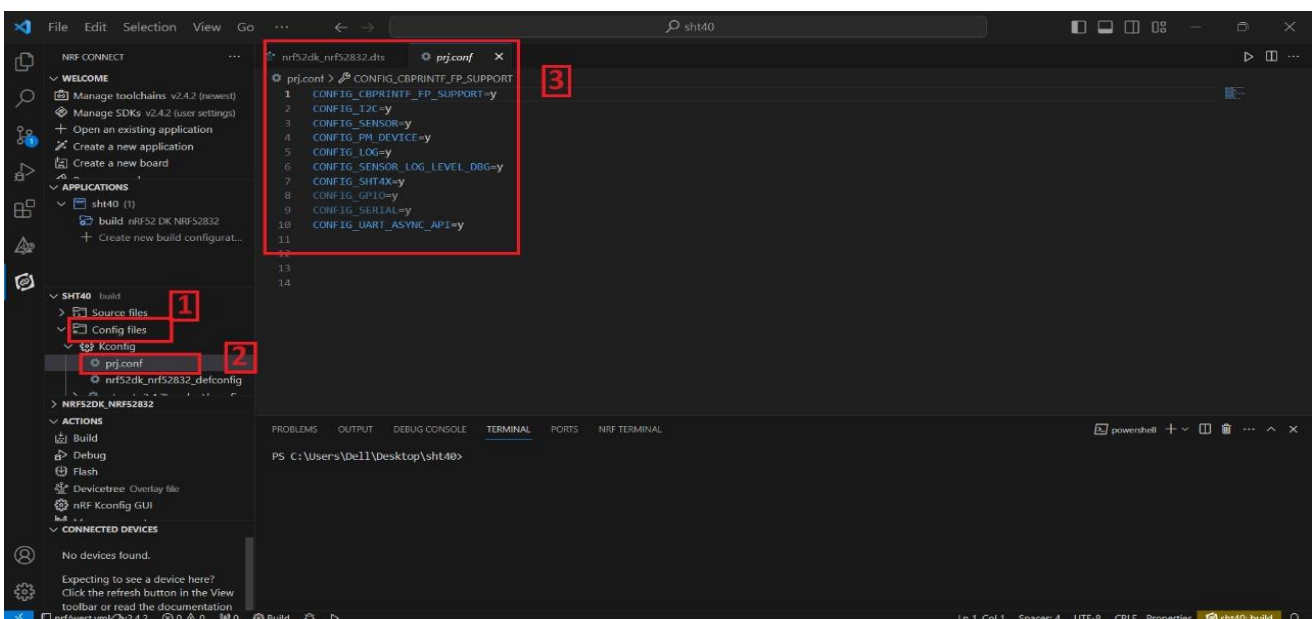 File Edit Selection View Go ... sht40
NRF CONNECT ...
WELCOME
Manage toolchains v2.4.2 (newest)
Manage SDKs v2.4.2 (user settings)
Open an existing application
Create a new application
Create a new board
APPLICATIONS
sht40 (1)
build nRF52 DK NRF52832
+ Create new build configurat...
SHT40 build
1
Source files
Config files
Kconfig
2
prj.conf
nrf52dk_nrf52832_defconfig
NRF52DK_NRF52832
ACTIONS
Build
Debug
Flash
Devicetree Overlay file
nRF Kconfig GUI
CONNECTED DEVICES
No devices found.
Expecting to see a device here?
Click the refresh button in the View
toolbar or read the documentation
nrf52dk_nrf52832.dts prj.conf
3
prj.conf > CONFIG_CBPRINTF_FP_SUPPORT
1 CONFIG_CBPRINTF_FP_SUPPORT=y
2 CONFIG_I2C=y
3 CONFIG_SENSOR=y
4 CONFIG_PM_DEVICE=y
5 CONFIG_LOG=y
6 CONFIG_SENSOR_LOG_LEVEL_DBG=y
7 CONFIG_SHT4X=y
8 CONFIG_GPIO=y
9 CONFIG_SERIAL=y
10 CONFIG_UART_ASYNC_API=y
11
12
13
14
PROBLEMS OUTPUT DEBUG CONSOLE TERMINAL PORTS NRF TERMINAL
powershell
PS C:\Users\Dell\Desktop\sht40>
Build
Ln 1, Col 1 Spaces: 4 UTF-8 CRLF Properties sht40: build